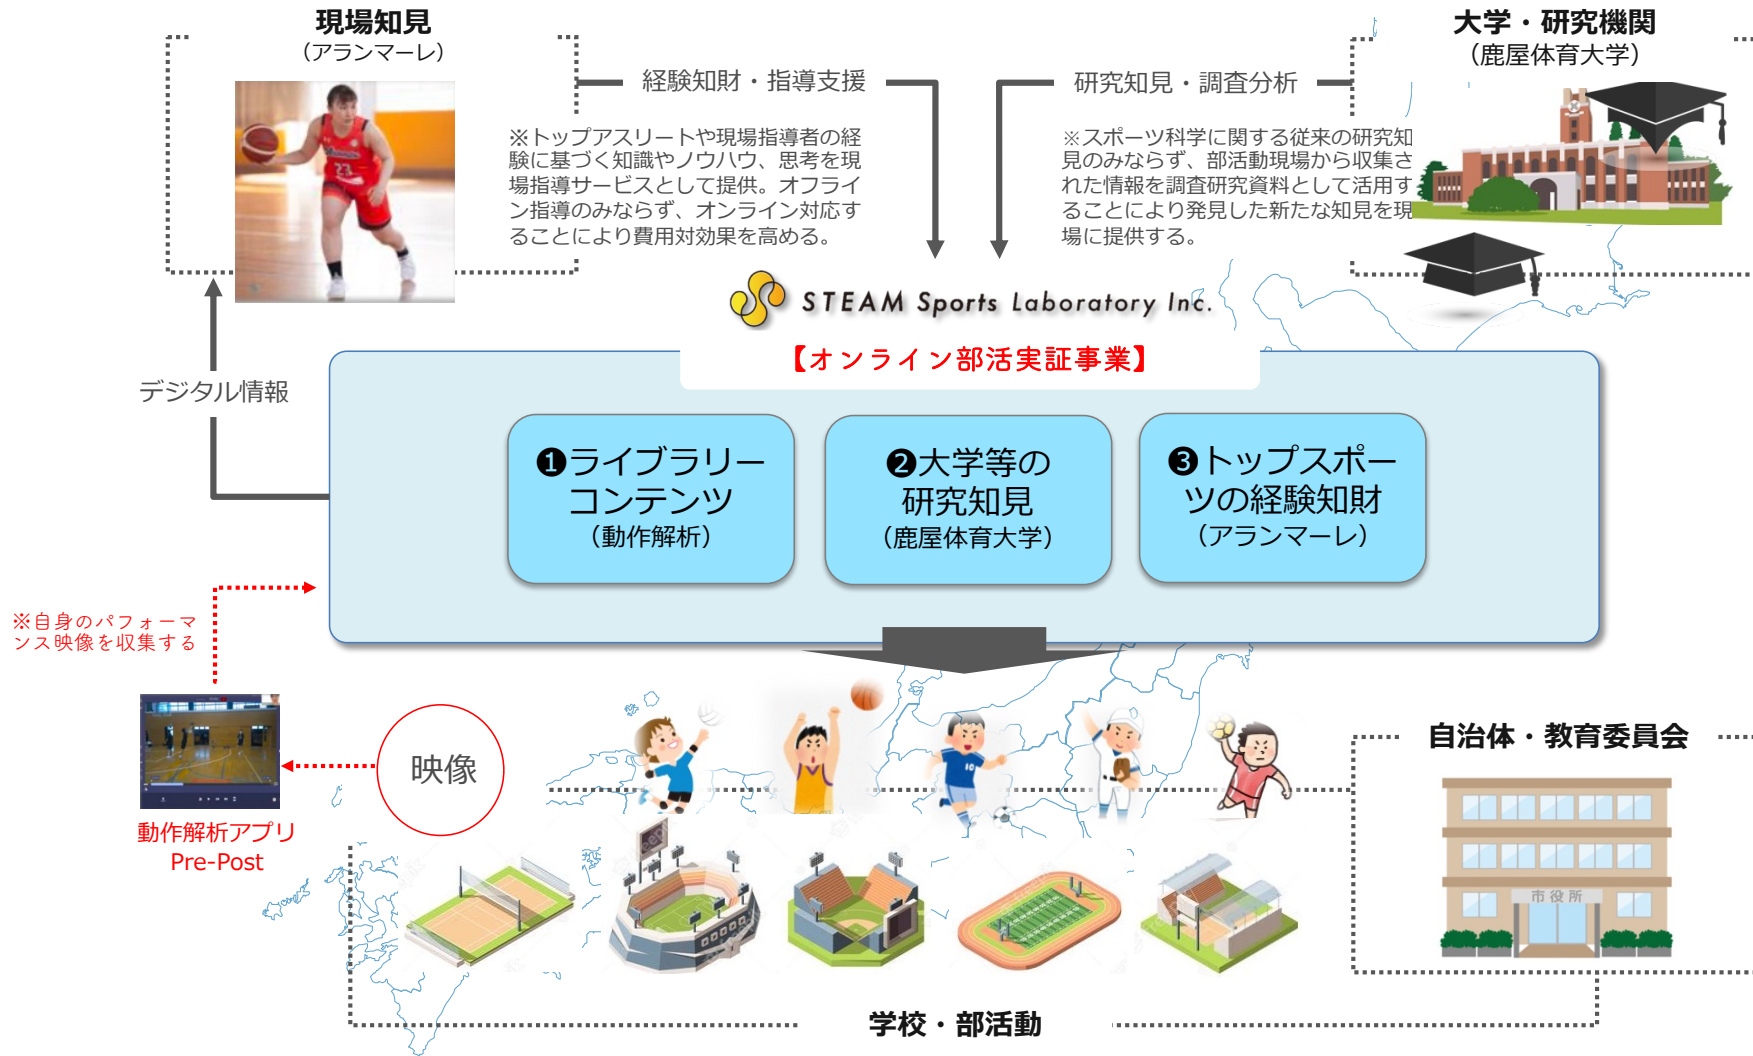 現場知見
（アランマーレ）
大学・研究機関
（鹿屋体育大学）
経験知財・指導支援
研究知見・調査分析
※トップアスリートや現場指導者の経
験に基づく知識やノウハウ、思考を現
場指導サービスとして提供。オフライ
ン指導のみならず、オンライン対応す
ることにより費用対効果を高める。
※スポーツ科学に関する従来の研究知
見のみならず、部活動現場から収集さ
れた情報を調査研究資料として活用す
ることにより発見した新たな知見を現
場に提供する。
STEAM Sports Laboratory Inc.
【オンライン部活実証事業】
デジタル情報
❶ライブラリー
コンテンツ
（動作解析）
❷大学等の
研究知見
（鹿屋体育大学）
❸トップスポー
ツの経験知財
（アランマーレ）
※自身のパフォーマ
ンス映像を収集する
映像
動作解析アプリ
Pre-Post
自治体・教育委員会
市役所
学校・部活動
23
10